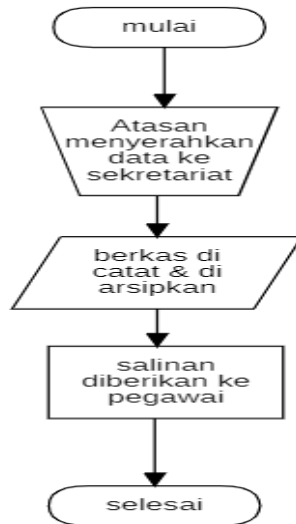 mulai
Atasan
menyerahkan
data ke
sekretariat
berkas di
catat & di
arsipkan
salinan
diberikan ke
pegawai
selesai